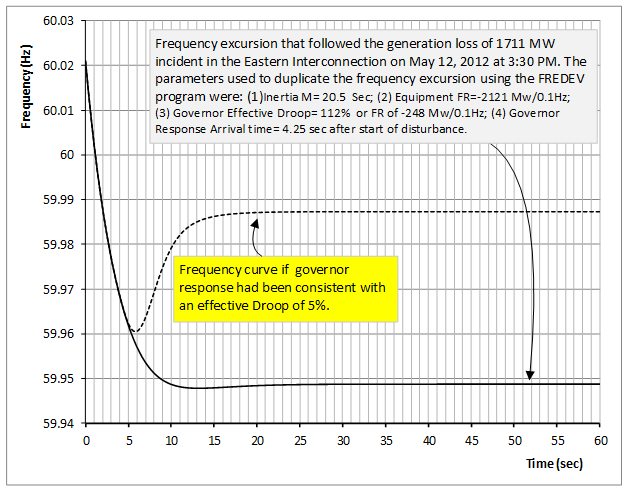 60.03
60.02
60.01
60
59.99
59.98
59.97
59.96
59.95
59.94
Frequency (Hz)
Frequency excursion that followed the generation loss of 1711 MW
incident in the Eastern Interconnection on May 12, 2012 at 3:30 PM. The
parameters used to duplicate the frequency excursion using the FREDEV
program were: (1)Inertia M= 20.5 Sec; (2) Equipment FR=-2121 Mw/0.1Hz;
(3) Governor Effective Droop= 112% or FR of -248 Mw/0.1Hz; (4) Governor
Response Arrival time= 4.25 sec after start of disturbance.
Frequency curve if governor
response had been consistent with
an effective Droop of 5%.
0 5 10 15 20 25 30 35 40 45 50 55 60
Time (sec)